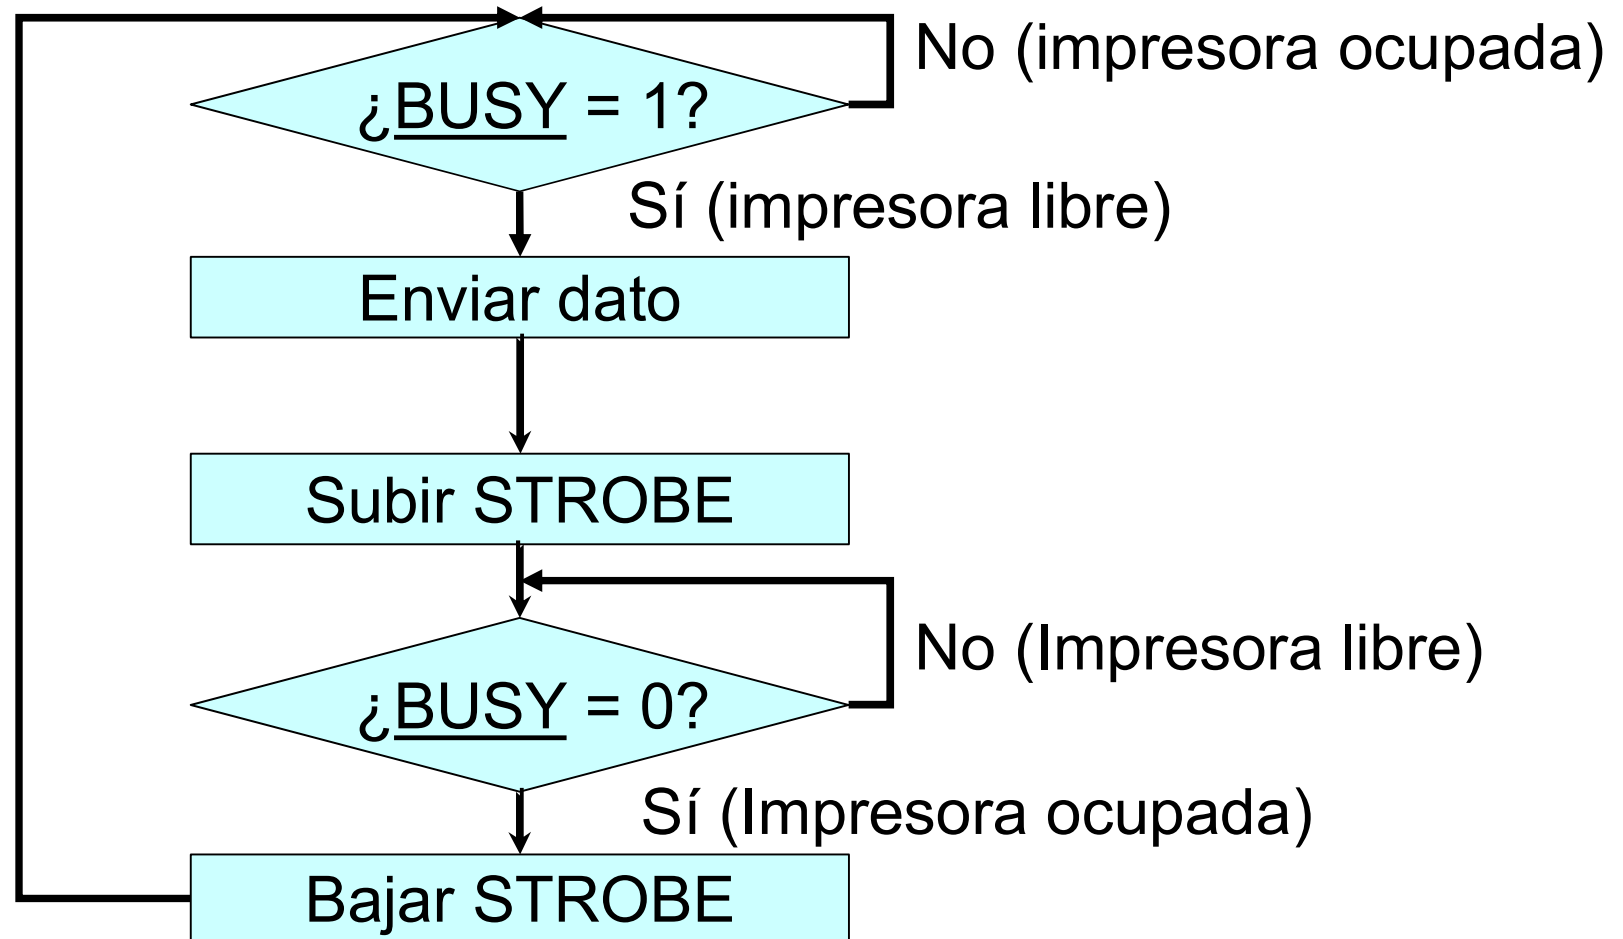 No (impresora ocupada)
¿BUSY = 1?
Sí (impresora libre)
Enviar dato
Subir STROBE
No (Impresora libre)
¿BUSY = 0?
Sí (Impresora ocupada)
Bajar STROBE